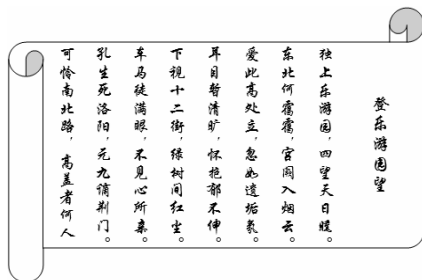 登乐游园望
独上乐游园，四望天日曛。
东北何霭霭，宫阙入烟云。
爱此高处立，忽如遗垢氛。
耳目暂清旷，怀抱郁不伸。
下视十二街，绿树间红尘。
车马徒满眼，不见心所亲。
孔生死洛阳，元九谪荆门。
可怜南北路，高盖者何人